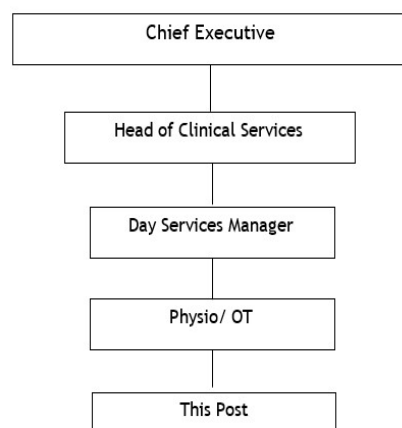 Chief Executive
Head of Clinical Services
Day Services Manager
Physio/ OT
This Post